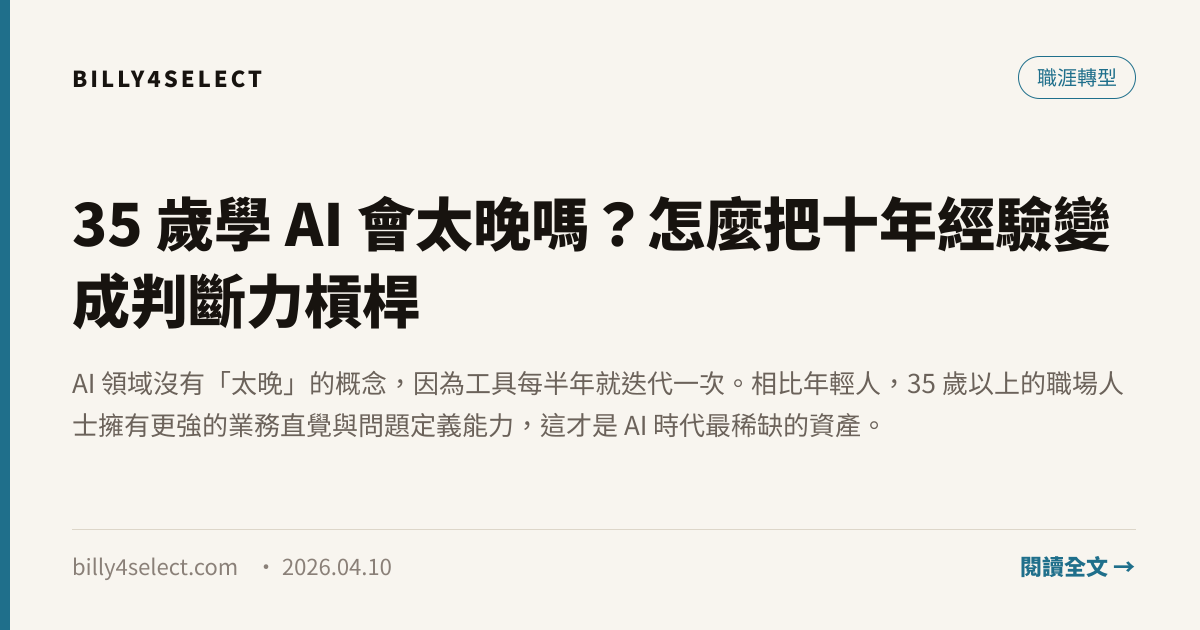 BILLY4SELECT
職涯轉型
35 歲學 AI 會太晚嗎？怎麼把十年經驗變
成判斷力槓桿
AI 領域沒有「太晚」的概念，因為工具每半年就迭代一次。相比年輕人，35 歲以上的職場人
士擁有更強的業務直覺與問題定義能力，這才是 AI 時代最稀缺的資產。
billy4select.com ・ 2026.04.10
閱讀全文 →